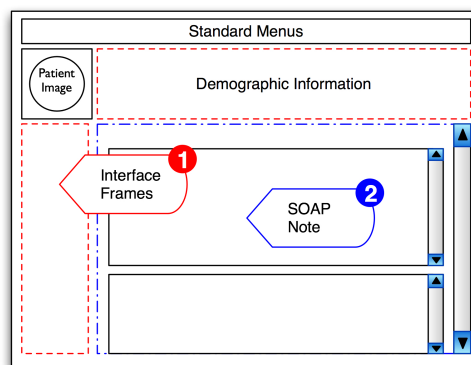 Standard Menus
Patient
Image
Demographic Information
1
Interface
Frames
2
SOAP
Note